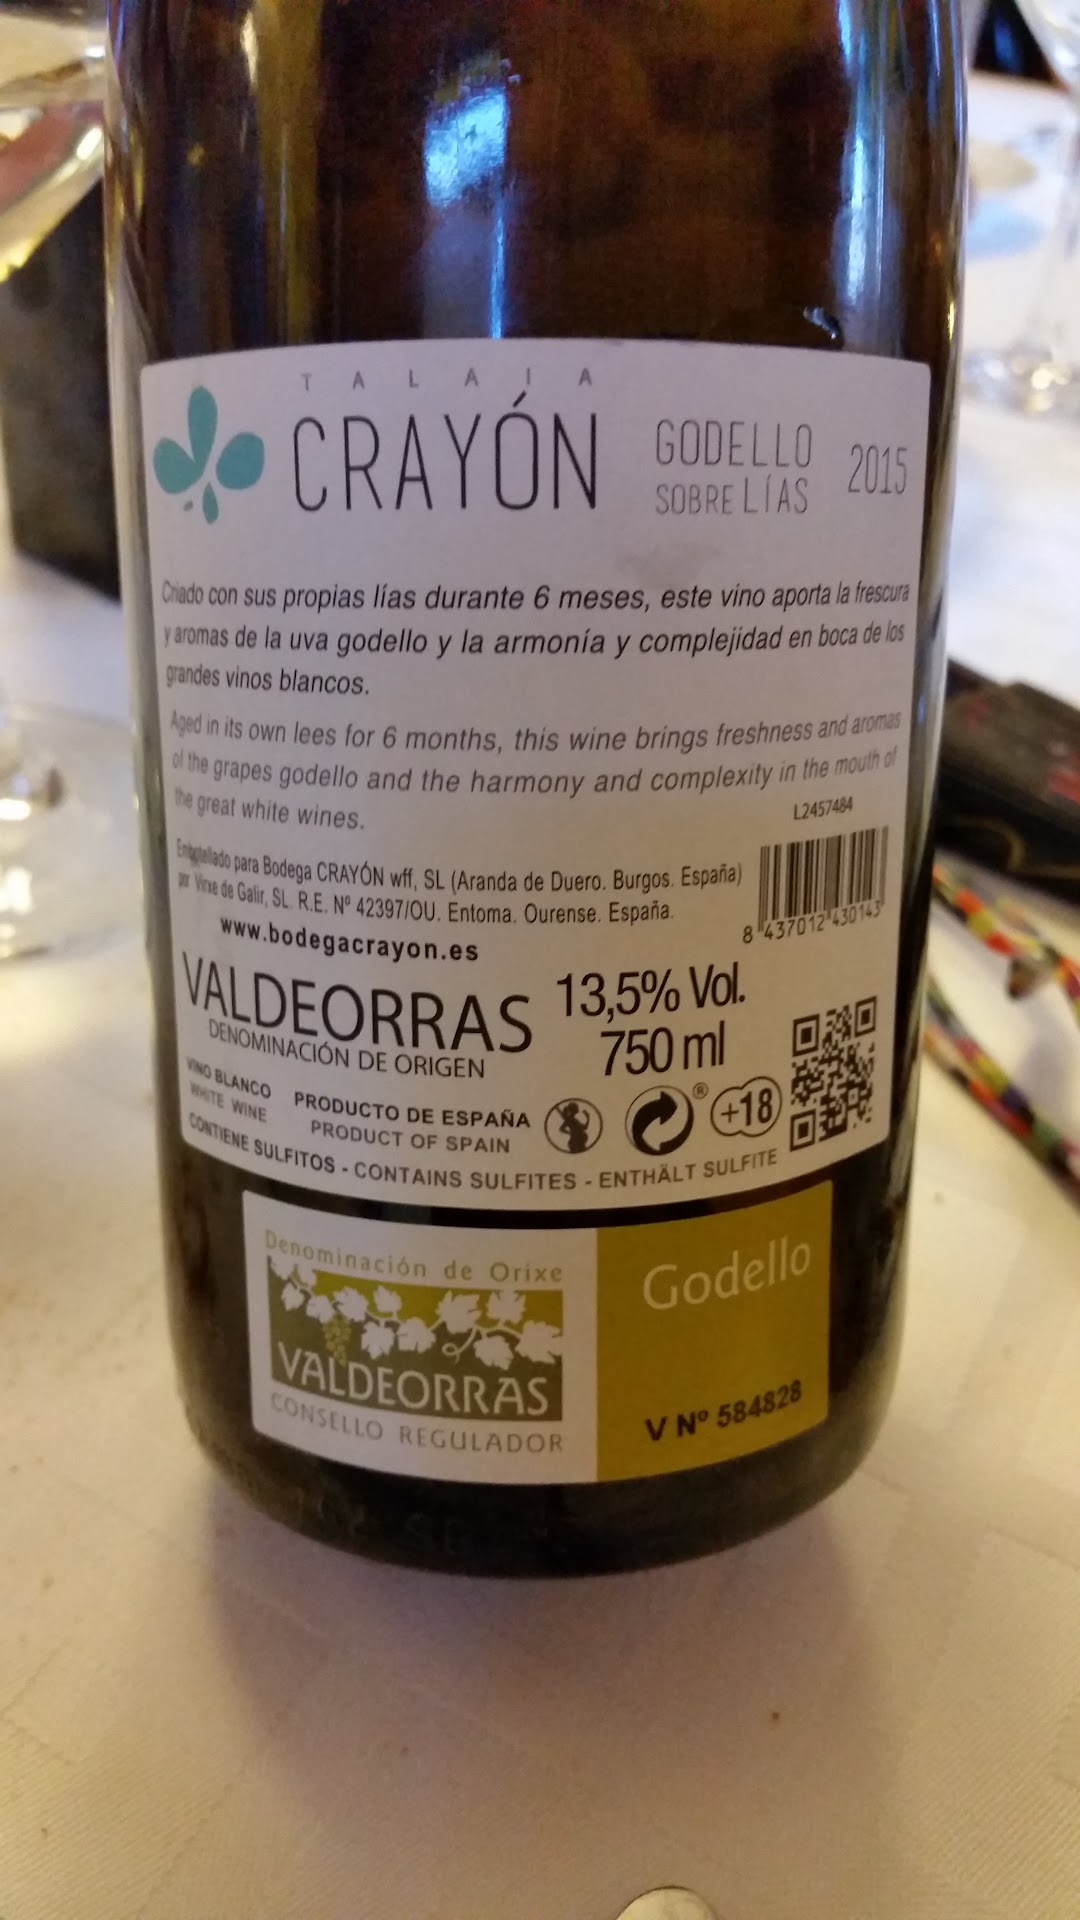 TALAIA
CRAYÓN
GODELLO
SOBRE LÍAS
2015
Criado con sus propias lías durante 6 meses, este vino aporta la frescura
y aromas de la uva godello y la armonía y complejidad en boca de los
grandes vinos blancos.
Aged in its own lees for 6 months, this wine brings freshness and aromas
of the grapes godello and the harmony and complexity in the mouth of
the great white wines.
L2457484
Embotellado para Bodega CRAYÓN wff, SL (Aranda de Duero. Burgos. España)
por Virxe de Galir, SL. R.E. Nº 42397/OU. Entoma. Ourense. España.
www.bodegacrayon.es
8 437012 430143
VALDEORRAS
DENOMINACIÓN DE ORIGEN
13,5% Vol.
750 ml
VINO BLANCO
WHITE WINE
PRODUCTO DE ESPAÑA
PRODUCT OF SPAIN
®
+18
CONTIENE SULFITOS - CONTAINS SULFITES - ENTHÄLT SULFITE
Denominación de Orixe
VALDEORRAS
CONSELLO REGULADOR
Godello
V Nº 584828